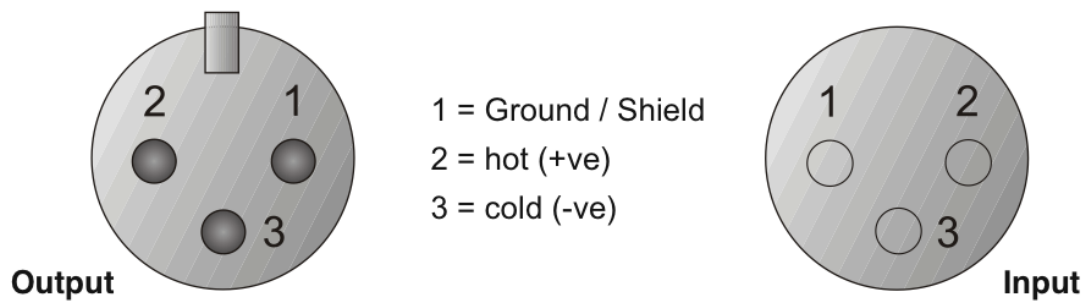 2 1
3
Output
1 = Ground / Shield
2 = hot (+ve)
3 = cold (-ve)
1 2
3
Input